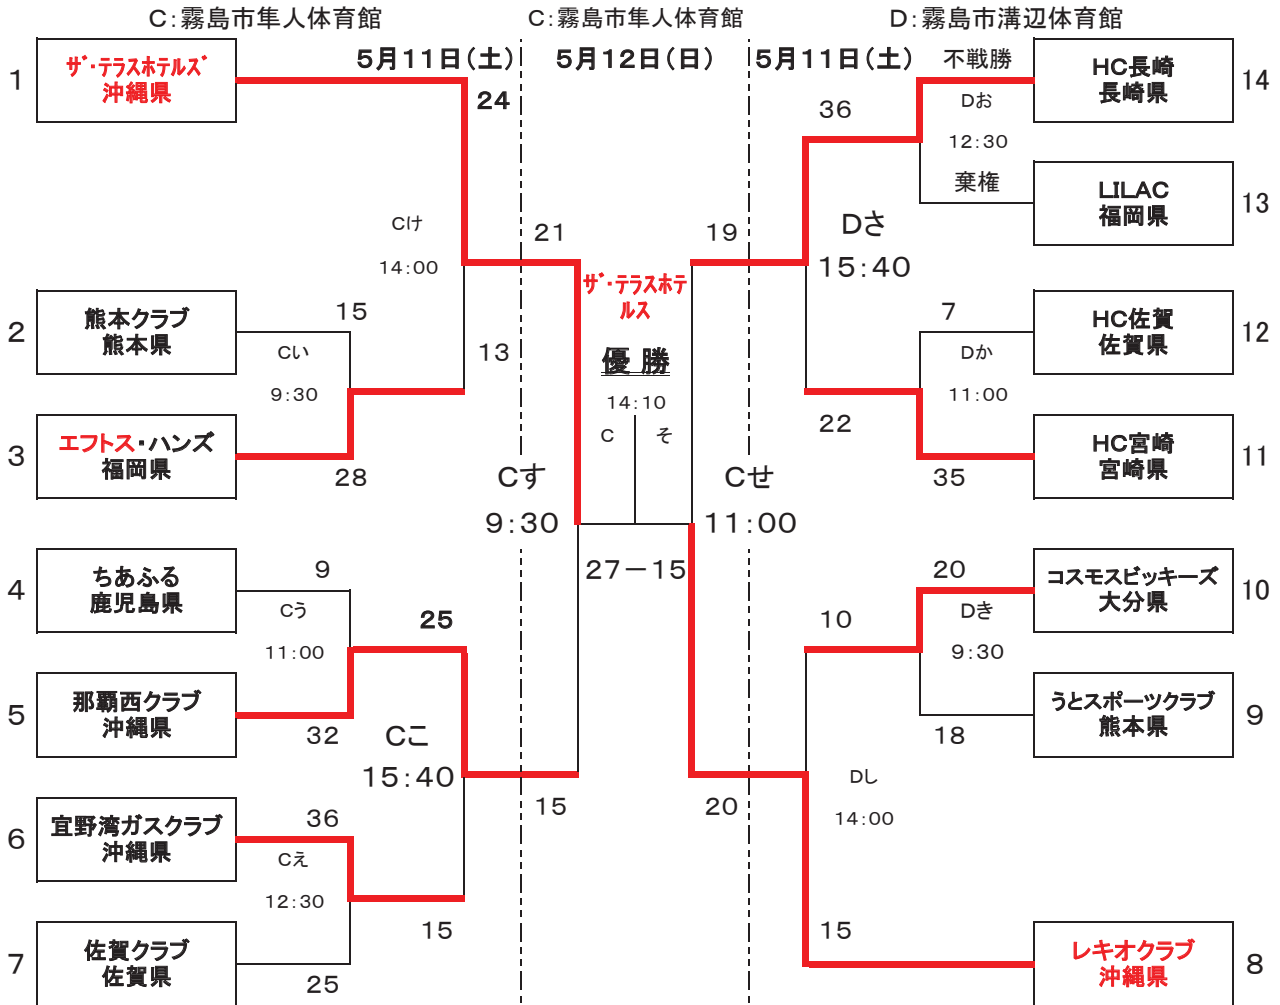 C：霧島市隼人体育館
C：霧島市隼人体育館
D：霧島市溝辺体育館
5月11日（土）
5月12日（日）
5月11日（土）
1
ザ・テラスホテルズ
沖縄県
24
Cけ
14：00
13
2
熊本クラブ
熊本県
15
Cい
9：30
3
エフトス・ハンズ
福岡県
28
4
ちあふる
鹿児島県
9
Cう
11：00
5
那覇西クラブ
沖縄県
32
25
Cこ
15：40
6
宜野湾ガスクラブ
沖縄県
36
Cえ
12：30
7
佐賀クラブ
佐賀県
25
15
21
Cす
9：30
15
ザ・テラスホテ
ルス
優 勝
14：10
C そ
27－15
19
Cせ
11：00
20
不戦勝
HC長崎
長崎県
14
Dお
12：30
棄権
LILAC
福岡県
13
36
Dさ
15：40
22
7
HC佐賀
佐賀県
12
Dか
11：00
HC宮崎
宮崎県
11
35
20
コスモスビッキーズ
大分県
10
Dき
9：30
うとスポーツクラブ
熊本県
9
18
10
Dし
14：00
15
レキオクラブ
沖縄県
8